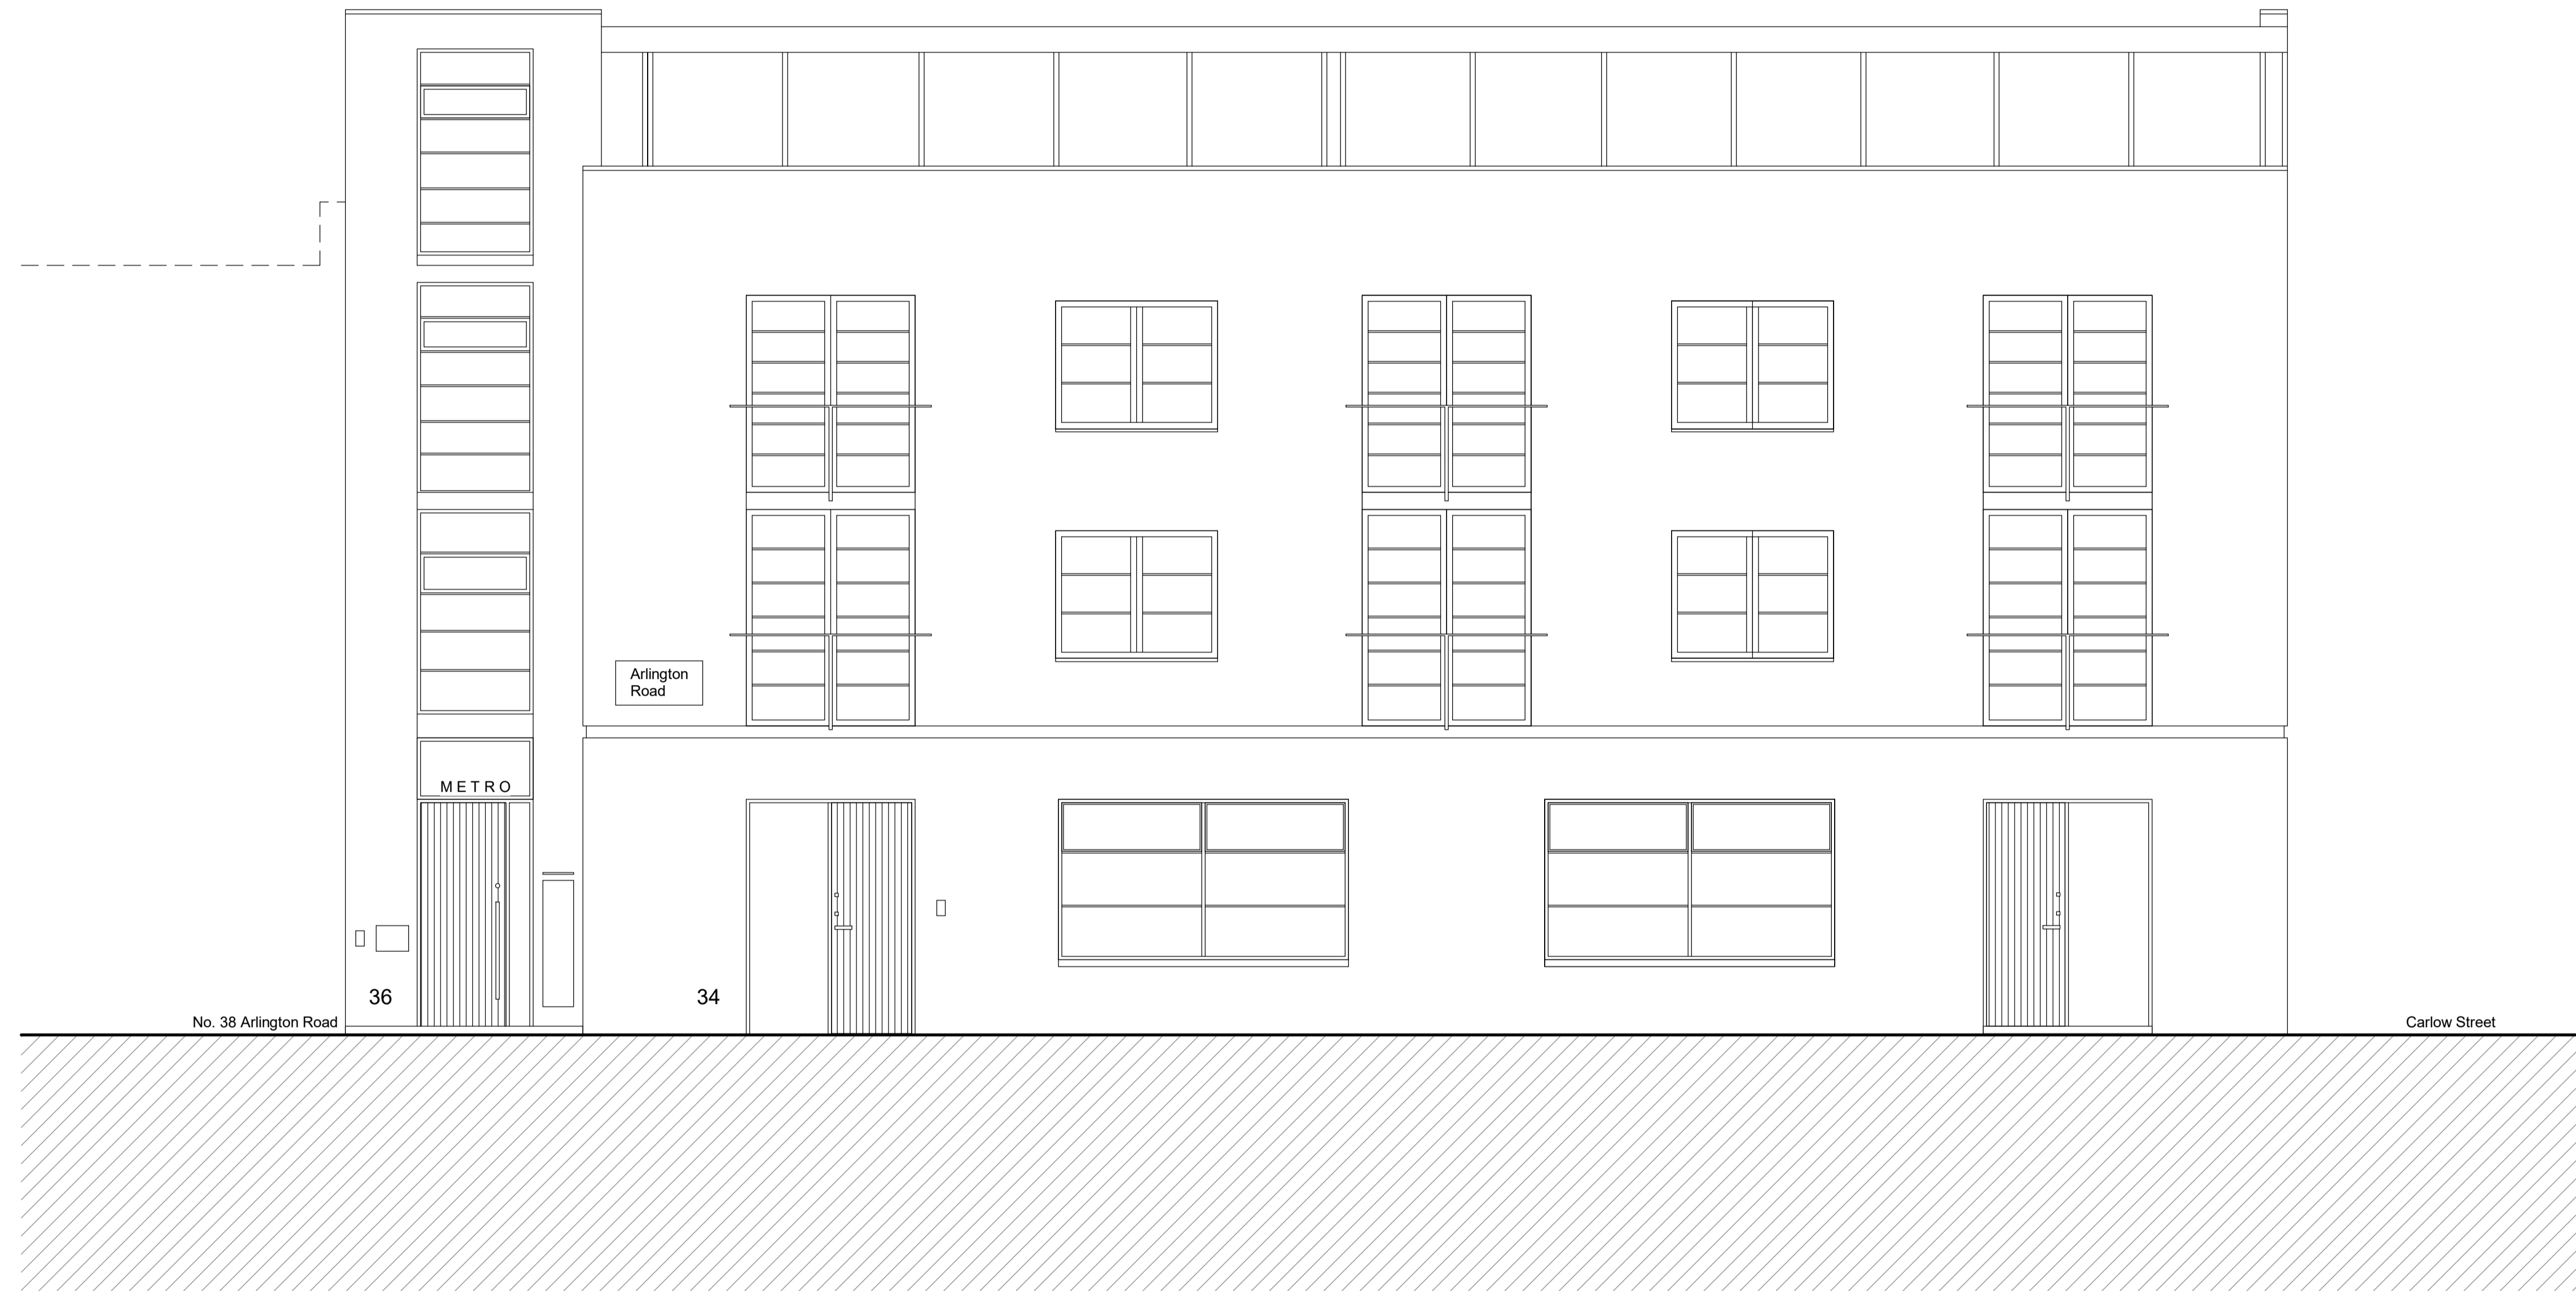 Arlington
Road
METRO
36
34
No. 38 Arlington Road
Carlow Street